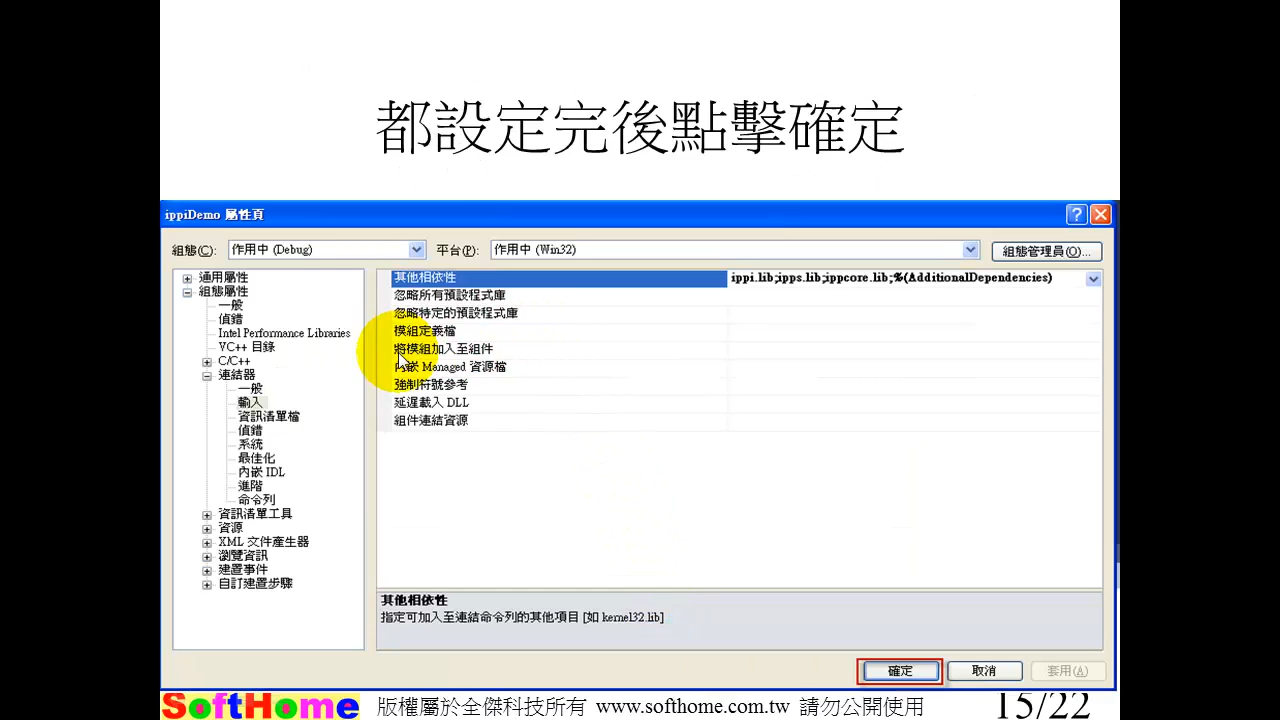 都設定完後點擊確定
ippiDemo 屬性頁
組態(C): 作用中 (Debug) 平台(P): 作用中 (Win32) 組態管理員(O)...
通用屬性
組態屬性
一般
偵錯
Intel Performance Libraries
VC++ 目錄
C/C++
連結器
一般
輸入
資訊清單檔
偵錯
系統
最佳化
內嵌 IDL
進階
命令列
資訊清單工具
資源
XML 文件產生器
瀏覽資訊
建置事件
自訂建置步驟
其他相依性 ippi.lib;ipps.lib;ippcore.lib;%(AdditionalDependencies)
忽略所有預設程式庫
忽略特定的預設程式庫
模組定義檔
將模組加入至組件
內嵌 Managed 資源檔
強制符號參考
延遲載入 DLL
組件連結資源
其他相依性
指定可加入至連結命令列的其他項目 [如 kernel32.lib]
確定 取消 套用(A)
SoftHome 版權屬於全傑科技所有 www.softhome.com.tw 請勿公開使用 15/22